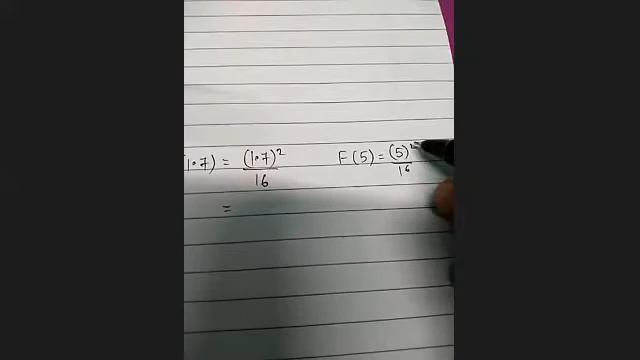 (1.7) = (1.7)² / 16
F(5) = (5)² / 16
=